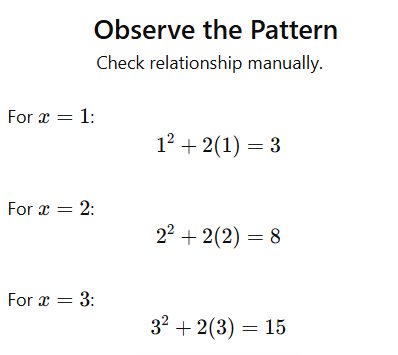 Observe the Pattern
Check relationship manually.
For x = 1:
1² + 2(1) = 3
For x = 2:
2² + 2(2) = 8
For x = 3:
3² + 2(3) = 15